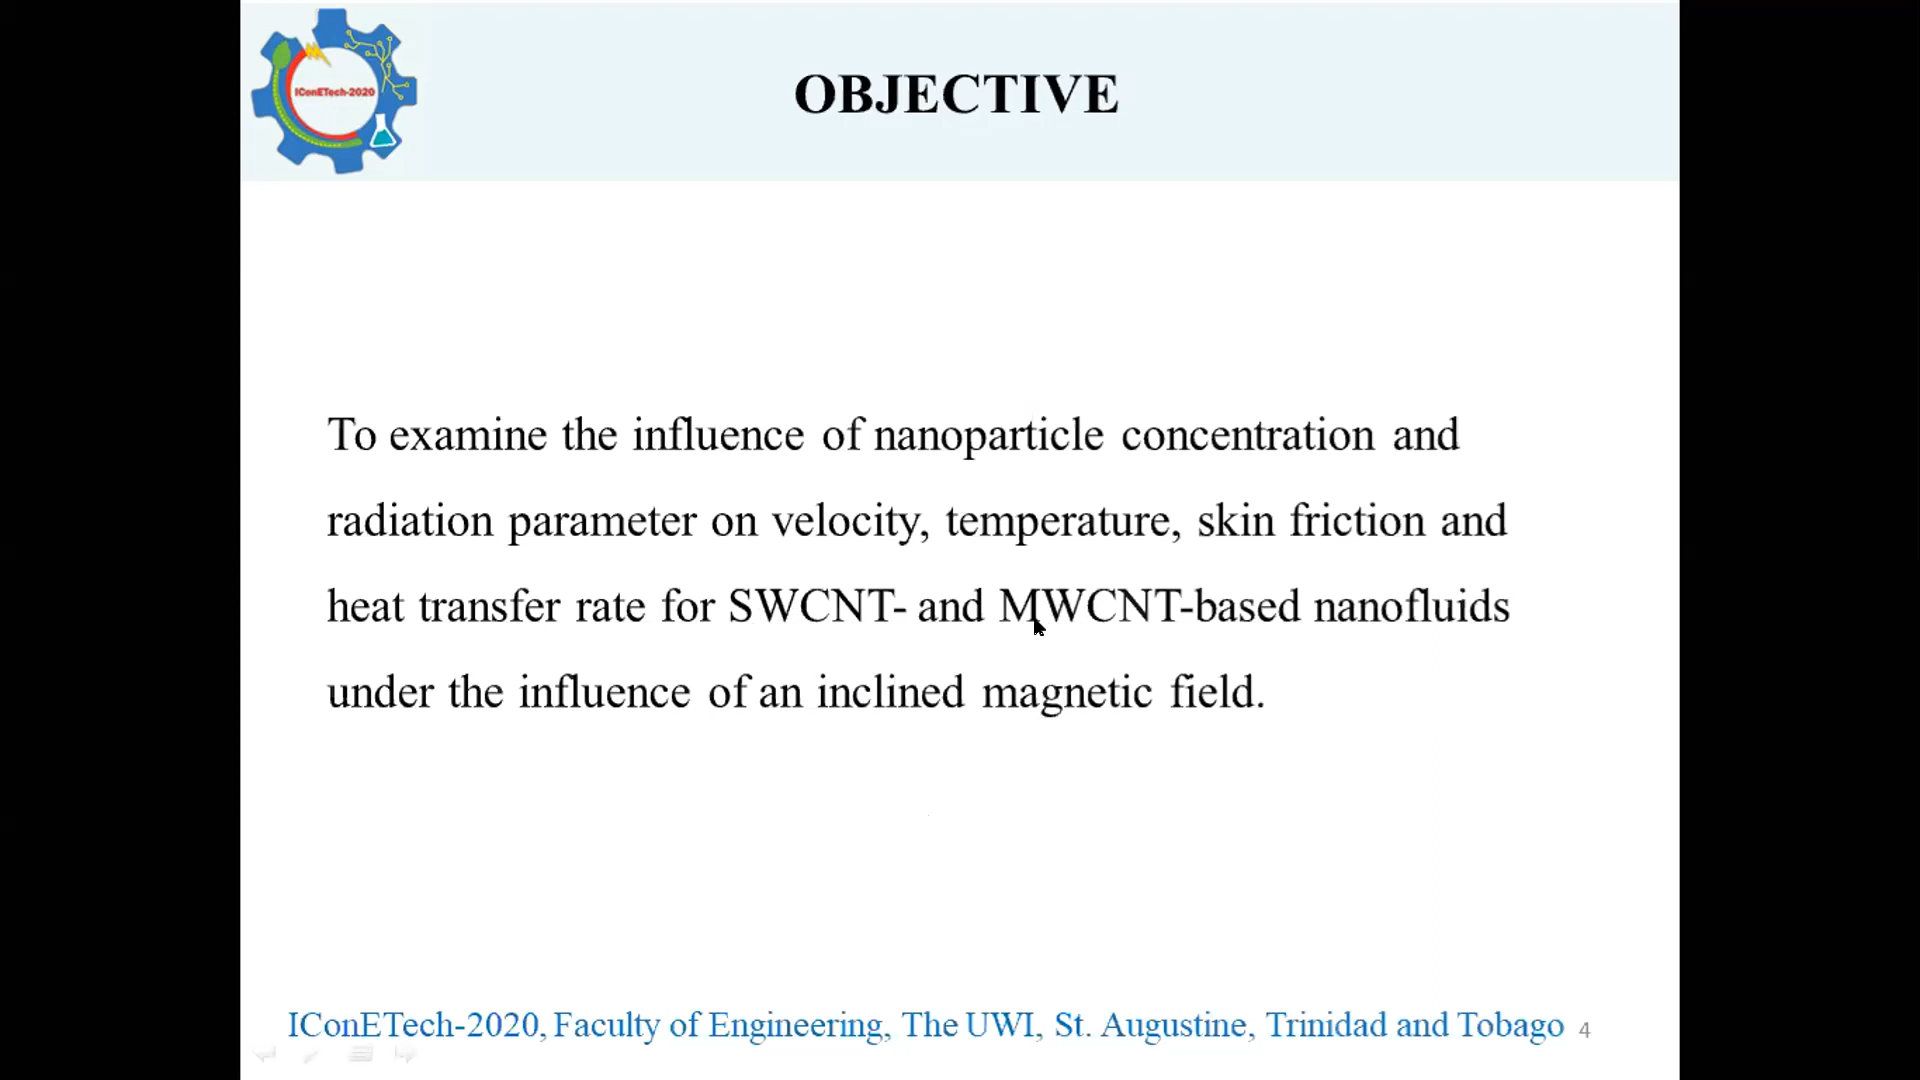 IConETech-2020
OBJECTIVE
To examine the influence of nanoparticle concentration and
radiation parameter on velocity, temperature, skin friction and
heat transfer rate for SWCNT- and MWCNT-based nanofluids
under the influence of an inclined magnetic field.
IConETech-2020, Faculty of Engineering, The UWI, St. Augustine, Trinidad and Tobago 4